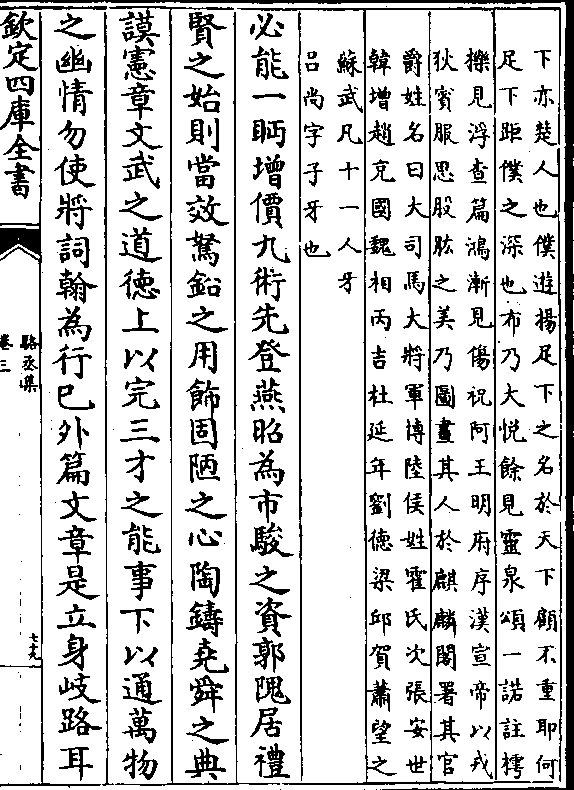 下亦楚人也僕遊揚足下之名於天下顧不重耶何
足下距僕之深也布乃大悦餘見靈泉頌一諾註樗
櫟見浮查篇鴻漸見傷祝阿王明府序漢宣帝以戎
狄賓服思股肱之美乃圖畫其人於麒麟閣署其官
爵姓名曰大司馬大將軍博陸侯姓霍氏次張安世
韓增趙充國魏相丙吉杜延年劉德梁邱賀蕭望之
蘇武凡十一人牙
吕尚字子牙也
必能一眄增價九術先登燕昭為市駿之資郭隗居禮
賢之始則當效駑鉛之用飾固陋之心陶鑄堯舜之典
謨憲章文武之道德上以完三才之能事下以通萬物
之幽情勿使將詞翰為行已外篇文章是立身岐路耳
欽定四庫全書
駱丞集
卷三
七十九